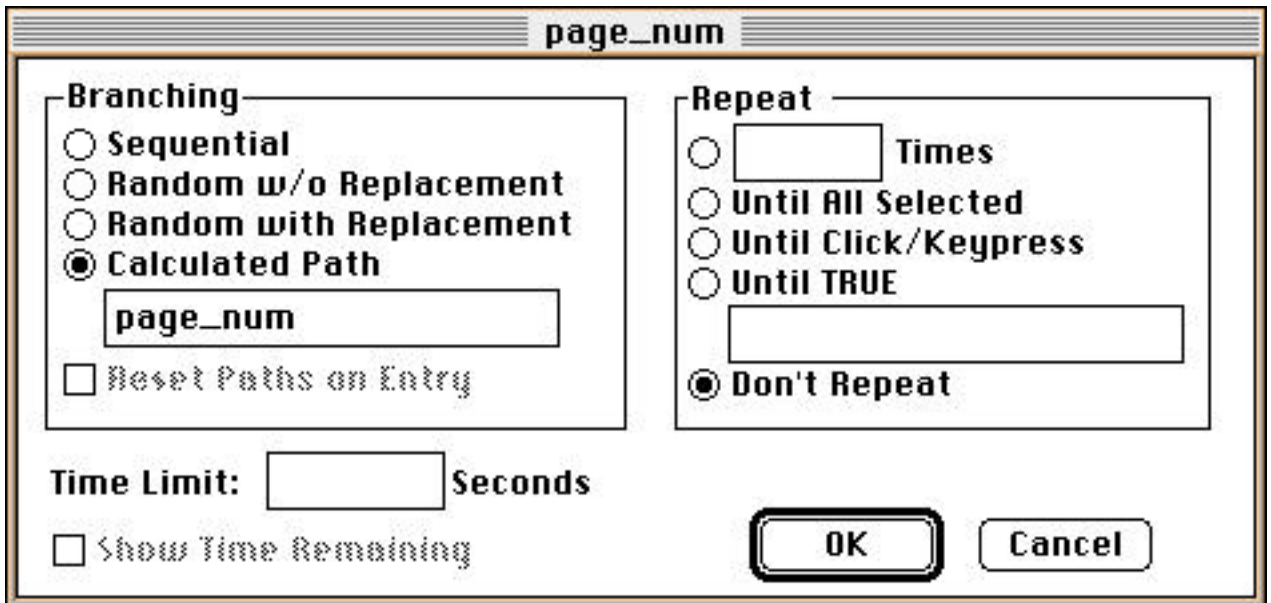 page_num
Branching
Sequential
Random w/o Replacement
Random with Replacement
Calculated Path
page_num
Reset Paths on Entry
Time Limit: Seconds
Show Time Remaining
Repeat
Times
Until All Selected
Until Click/Keypress
Until TRUE
Don't Repeat
OK
Cancel